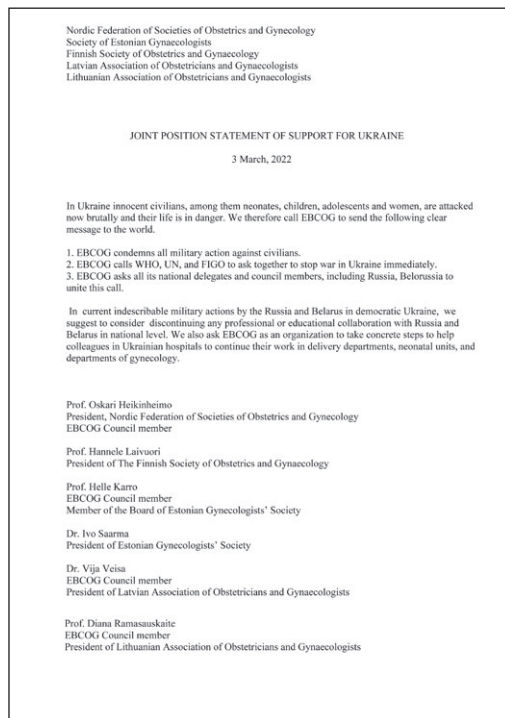 Nordic Federation of Societies of Obstetrics and Gynecology
Society of Estonian Gynaecologists
Finnish Society of Obstetrics and Gynaecology
Latvian Association of Obstetricians and Gynaecologists
Lithuanian Association of Obstetricians and Gynaecologists
JOINT POSITION STATEMENT OF SUPPORT FOR UKRAINE
3 March, 2022
In Ukraine innocent civilians, among them neonates, children, adolescents and women, are attacked
now brutally and their life is in danger. We therefore call EBCOG to send the following clear
message to the world.
1. EBCOG condemns all military action against civilians.
2. EBCOG calls WHO, UN, and FIGO to ask together to stop war in Ukraine immediately.
3. EBCOG asks all its national delegates and council members, including Russia, Belorussia to
unite this call.
In current indescribable military actions by the Russia and Belarus in democratic Ukraine, we
suggest to consider discontinuing any professional or educational collaboration with Russia and
Belarus in national level. We also ask EBCOG as an organization to take concrete steps to help
colleagues in Ukrainian hospitals to continue their work in delivery departments, neonatal units, and
departments of gynecology.
Prof. Oskari Heikinheimo
President, Nordic Federation of Societies of Obstetrics and Gynecology
EBCOG Council member
Prof. Hannele Laivuori
President of The Finnish Society of Obstetrics and Gynaecology
Prof. Helle Karro
EBCOG Council member
Member of the Board of Estonian Gynecologists' Society
Dr. Ivo Saarma
President of Estonian Gynecologists' Society
Dr. Vija Veisa
EBCOG Council member
President of Latvian Association of Obstetricians and Gynaecologists
Prof. Diana Ramasauskaite
EBCOG Council member
President of Lithuanian Association of Obstetricians and Gynaecologists